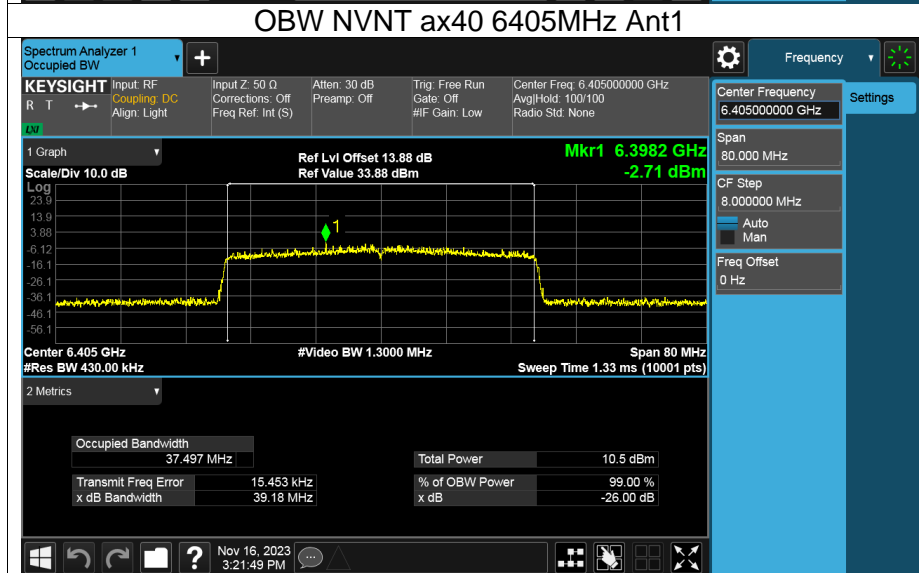 OBW NVNT ax40 6405MHz Ant1
Spectrum Analyzer 1
Occupied BW
+
Frequency
KEYSIGHT
R T
LXI
Input: RF
Coupling: DC
Align: Light
Input Z: 50 Ω
Corrections: Off
Freq Ref: Int (S)
Atten: 30 dB
Preamp: Off
Trig: Free Run
Gate: Off
#IF Gain: Low
Center Freq: 6.405000000 GHz
Avg|Hold: 100/100
Radio Std: None
Center Frequency
6.405000000 GHz
Settings
Span
80.000 MHz
CF Step
8.000000 MHz
Auto
Man
Freq Offset
0 Hz
1 Graph
Scale/Div 10.0 dB
Ref Lvl Offset 13.88 dB
Ref Value 33.88 dBm
Mkr1 6.3982 GHz
-2.71 dBm
Log
23.9
13.9
3.88
-6.12
-16.1
-26.1
-36.1
-46.1
-56.1
1
Center 6.405 GHz
#Video BW 1.3000 MHz
Span 80 MHz
#Res BW 430.00 kHz
Sweep Time 1.33 ms (10001 pts)
2 Metrics
Occupied Bandwidth
37.497 MHz
Total Power 10.5 dBm
Transmit Freq Error 15.453 kHz
% of OBW Power 99.00 %
x dB Bandwidth 39.18 MHz
x dB -26.00 dB
?
Nov 16, 2023
3:21:49 PM